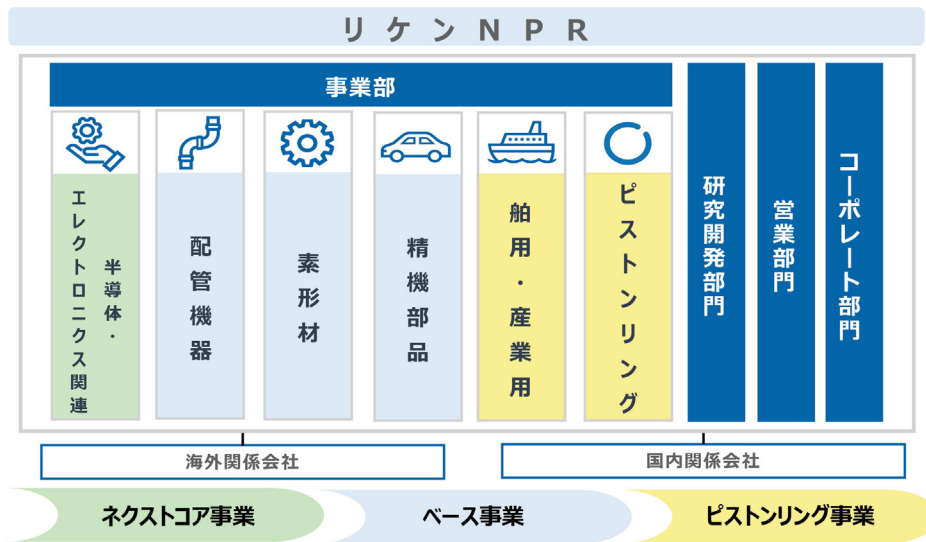 リケンNPR
事業部
半導体・
エレクトロニクス関連
配管機器
素形材
精機部品
舶用・産業用
ピストンリング
研究開発部門
営業部門
コーポレート部門
海外関係会社
国内関係会社
ネクストコア事業
ベース事業
ピストンリング事業